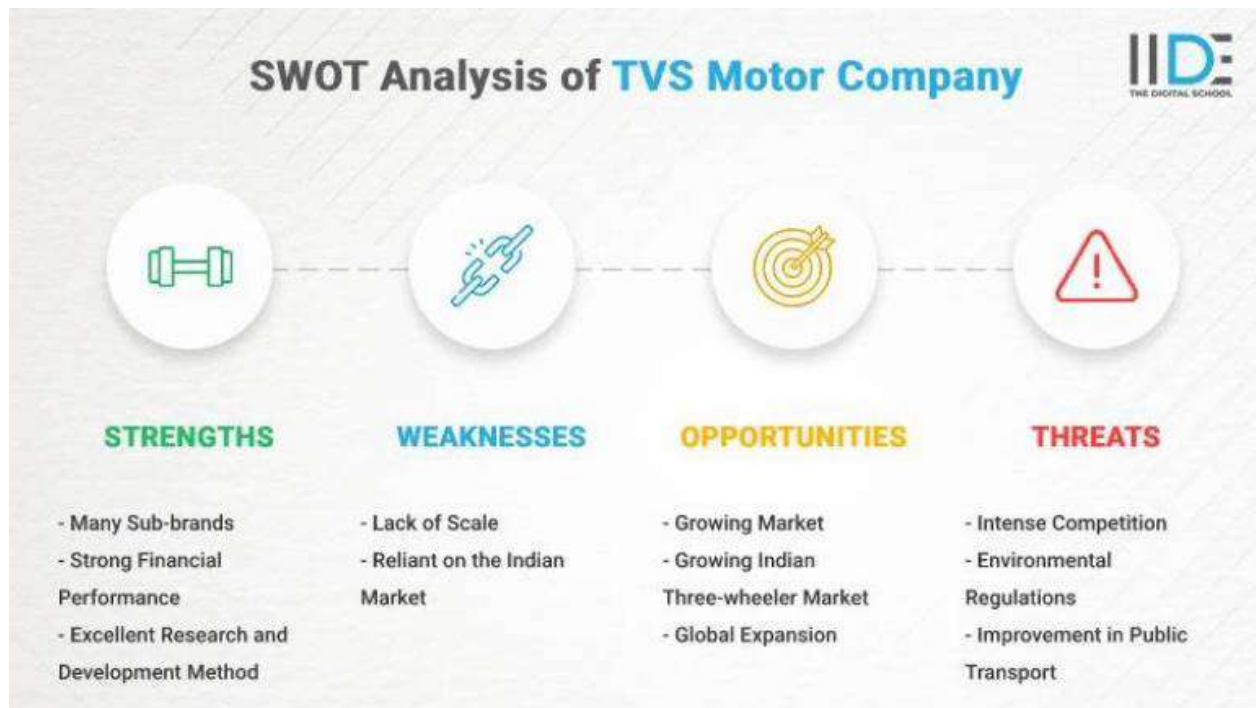 SWOT Analysis of TVS Motor Company
IIDE
THE DIGITAL SCHOOL
STRENGTHS
- Many Sub-brands
- Strong Financial
Performance
- Excellent Research and
Development Method
WEAKNESSES
- Lack of Scale
- Reliant on the Indian
Market
OPPORTUNITIES
- Growing Market
- Growing Indian
Three-wheeler Market
- Global Expansion
THREATS
- Intense Competition
- Environmental
Regulations
- Improvement in Public
Transport